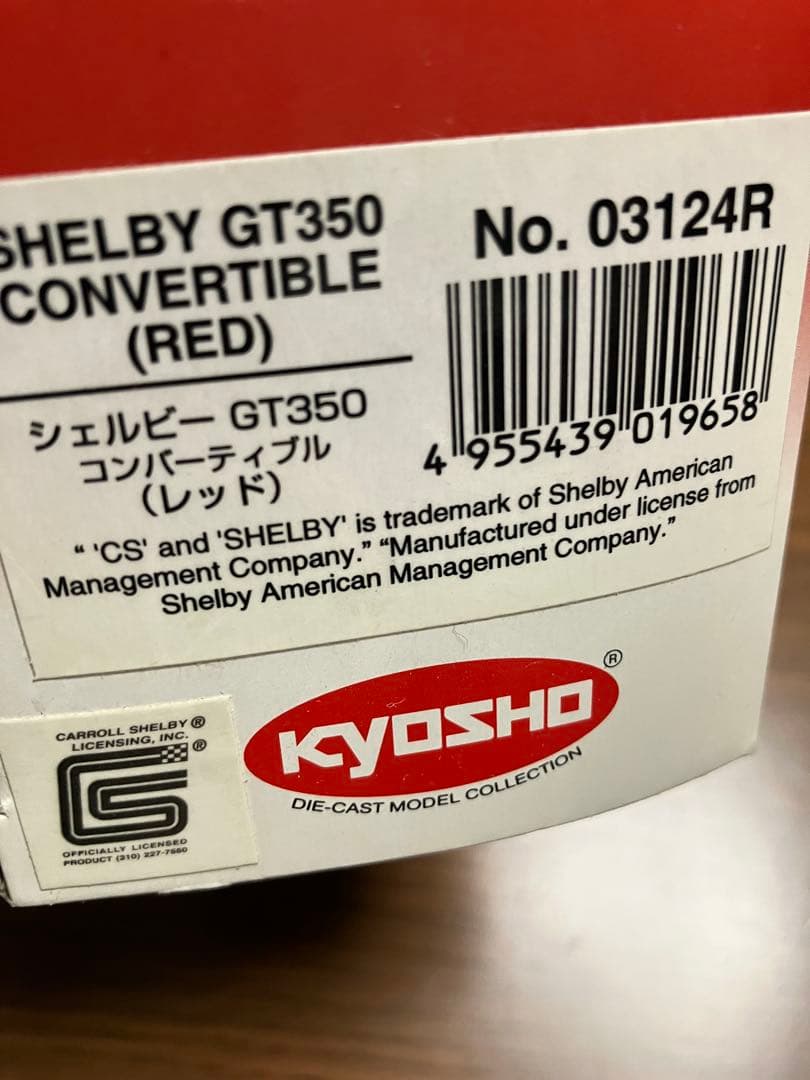 SHELBY GT350
CONVERTIBLE
(RED)
シェルビー GT350
コンバーティブル
（レッド）
No. 03124R
4 955439 019658
“ 'CS' and 'SHELBY' is trademark of Shelby American
Management Company.” “Manufactured under license from
Shelby American Management Company.”
CARROLL SHELBY®
LICENSING, INC.
®
CS
OFFICIALLY LICENSED
PRODUCT (310) 227-7550
KYOSHO ®
DIE-CAST MODEL COLLECTION